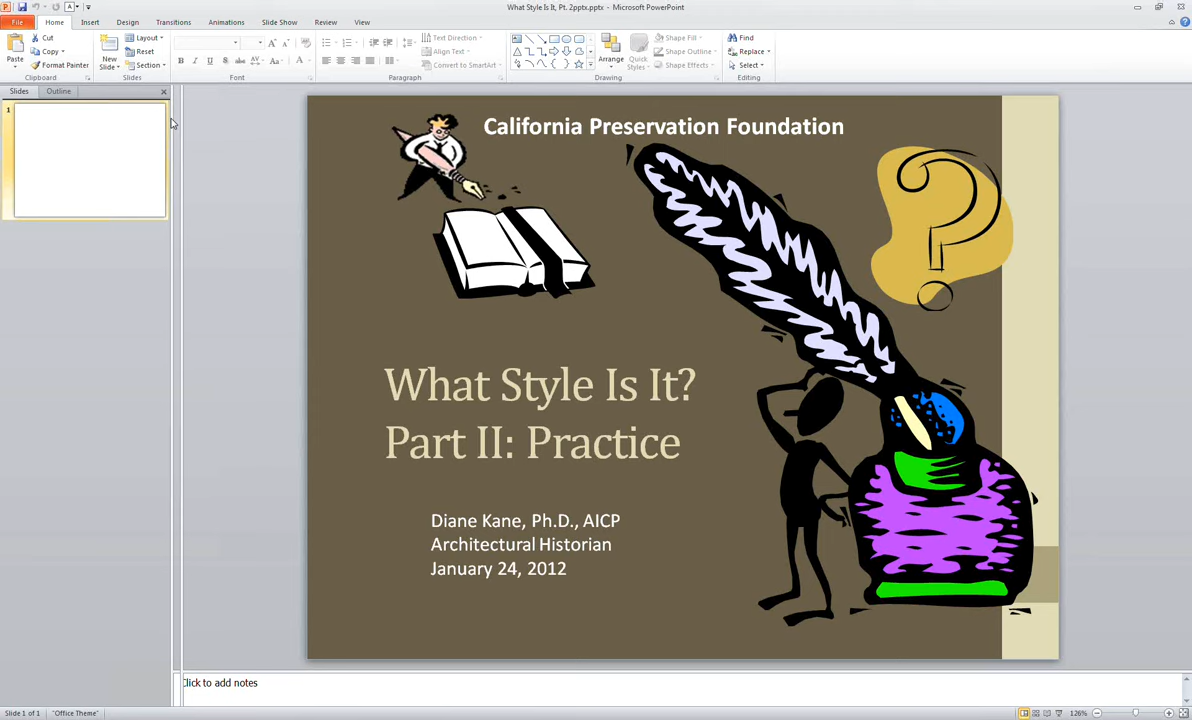 What Style Is It, Pt. 2pptx.pptx - Microsoft PowerPoint
File Home Insert Design Transitions Animations Slide Show Review View
Paste
Cut
Copy
Format Painter
Clipboard
New
Slide
Layout
Reset
Section
Slides
Font
Text Direction
Align Text
Convert to SmartArt
Paragraph
Arrange
Quick
Styles
Shape Fill
Shape Outline
Shape Effects
Drawing
Find
Replace
Select
Editing
Slides Outline
1
California Preservation Foundation
What Style Is It?
Part II: Practice
Diane Kane, Ph.D., AICP
Architectural Historian
January 24, 2012
Click to add notes
Slide 1 of 1 "Office Theme" 126%